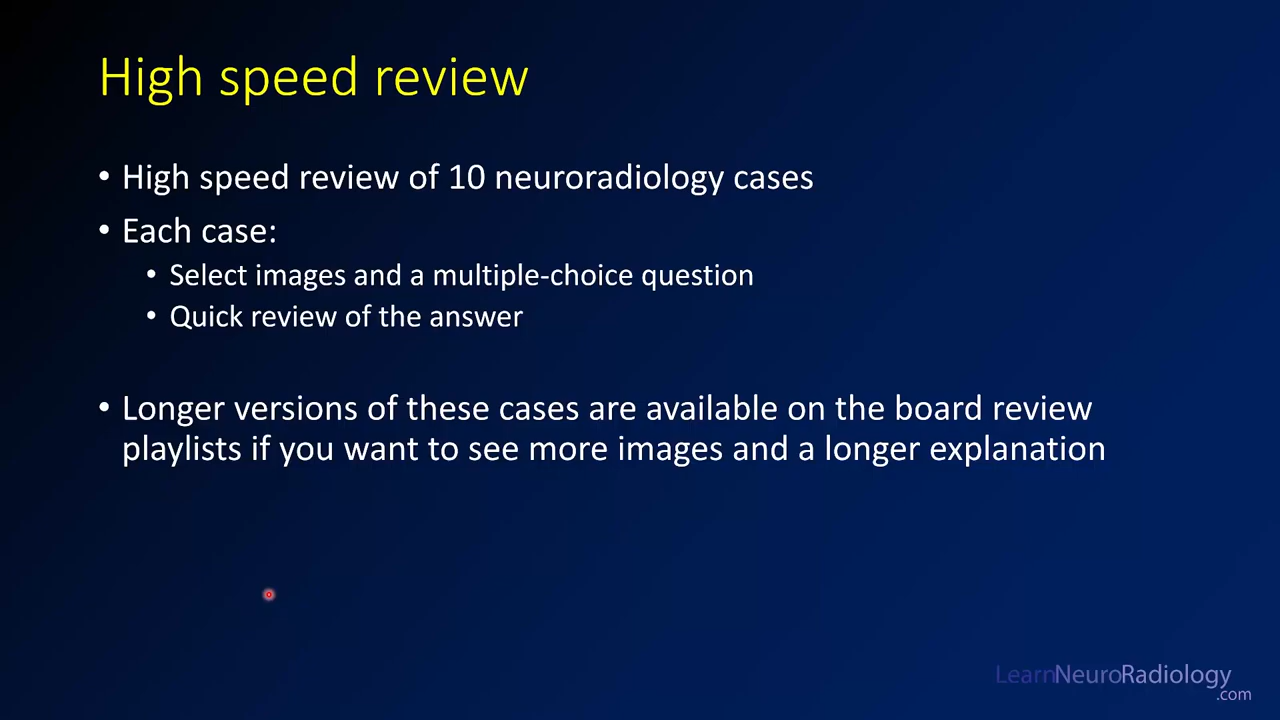 High speed review
• High speed review of 10 neuroradiology cases
• Each case:
• Select images and a multiple-choice question
• Quick review of the answer
• Longer versions of these cases are available on the board review
playlists if you want to see more images and a longer explanation
LearnNeuroRadiology
.com